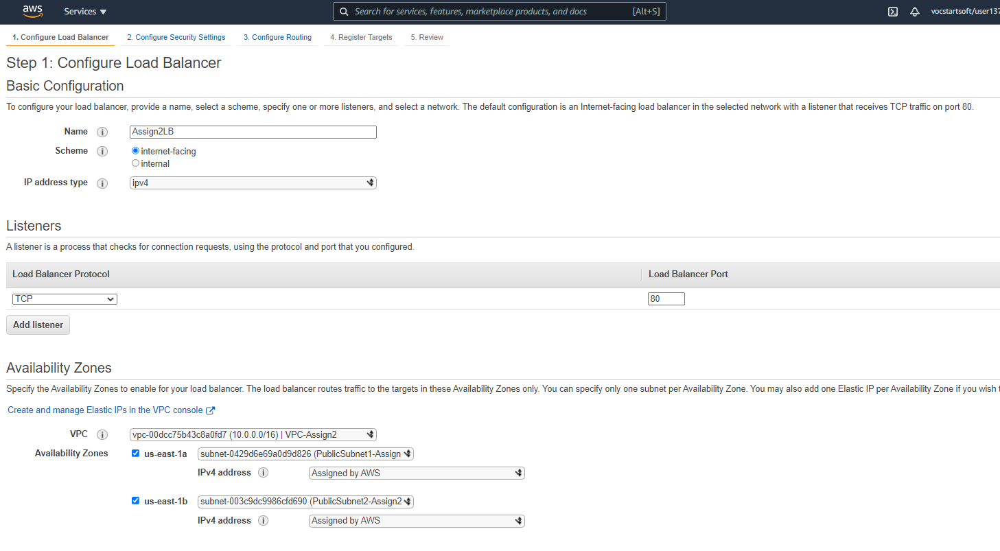 aws Services ▼ Search for services, features, marketplace products, and docs [Alt+S] vocstartsoft/user137
1. Configure Load Balancer 2. Configure Security Settings 3. Configure Routing 4. Register Targets 5. Review
Step 1: Configure Load Balancer
Basic Configuration
To configure your load balancer, provide a name, select a scheme, specify one or more listeners, and select a network. The default configuration is an Internet-facing load balancer in the selected network with a listener that receives TCP traffic on port 80.
Name i Assign2LB
Scheme i internet-facing
internal
IP address type i ipv4
Listeners
A listener is a process that checks for connection requests, using the protocol and port that you configured.
Load Balancer Protocol Load Balancer Port
TCP 80
Add listener
Availability Zones
Specify the Availability Zones to enable for your load balancer. The load balancer routes traffic to the targets in these Availability Zones only. You can specify only one subnet per Availability Zone. You may also add one Elastic IP per Availability Zone if you wish t
Create and manage Elastic IPs in the VPC console
VPC i vpc-00dcc75b43c8a0fd7 (10.0.0.0/16) | VPC-Assign2
Availability Zones us-east-1a subnet-0429d6e69a0d9d826 (PublicSubnet1-Assign
IPv4 address i Assigned by AWS
us-east-1b subnet-003c9dc9986cfd690 (PublicSubnet2-Assign2
IPv4 address i Assigned by AWS